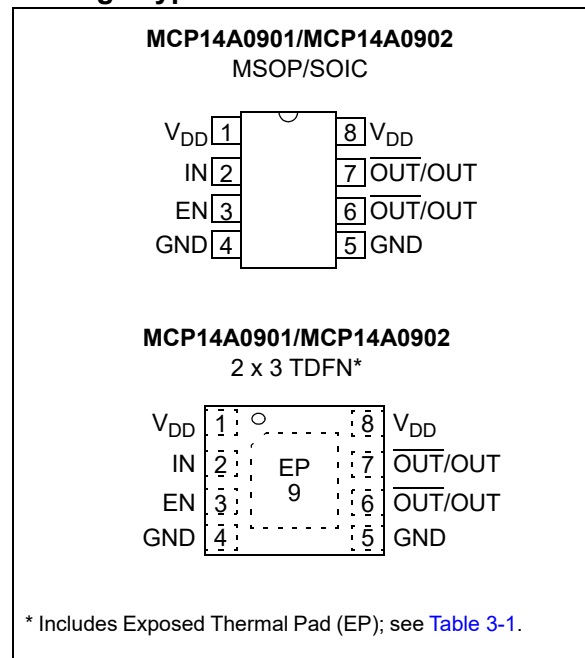 MCP14A0901/MCP14A0902
MSOP/SOIC
VDD 1 8 VDD
IN 2 7 OUT/OUT
EN 3 6 OUT/OUT
GND 4 5 GND
MCP14A0901/MCP14A0902
2 x 3 TDFN*
VDD 1 8 VDD
IN 2 EP 7 OUT/OUT
EN 3 9 6 OUT/OUT
GND 4 5 GND
* Includes Exposed Thermal Pad (EP); see Table 3-1.